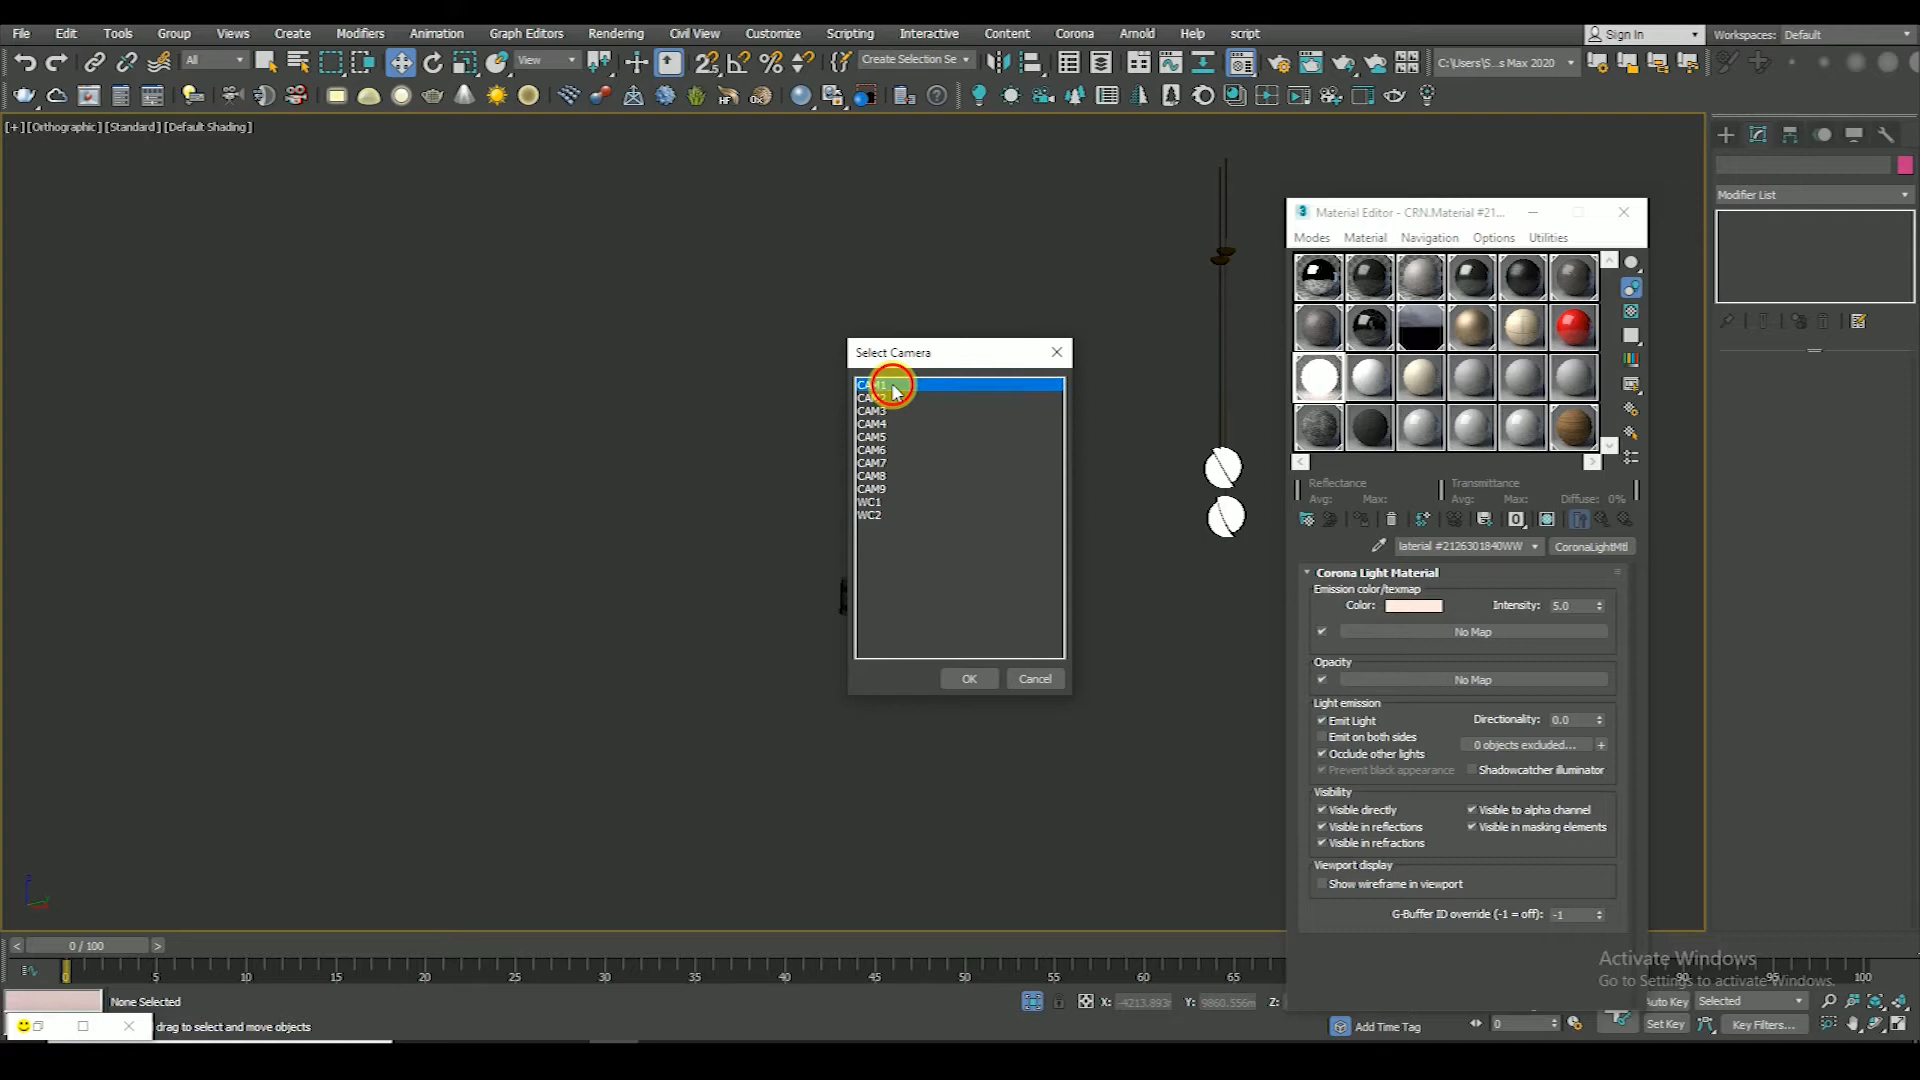 File Edit Tools Group Views Create Modifiers Animation Graph Editors Rendering Civil View Customize Scripting Interactive Content Corona Arnold Help script Sign In Workspaces: Default
All View Create Selection Se C:\Users\S...s Max 2020
[+] [Orthographic] [Standard] [Default Shading]
Modifier List
Material Editor - CRN.Material #21...
Modes Material Navigation Options Utilities
Select Camera
CAM1
CAM2
CAM3
CAM4
CAM5
CAM6
CAM7
CAM8
CAM9
WC1
WC2
OK Cancel
Reflectance Transmittance
Avg: Max: Avg: Max: Diffuse: 0%
laterial #2126301840WW CoronaLightMtl
Corona Light Material
Emission color/texmap
Color: Intensity: 5.0
No Map
Opacity
No Map
Light emission
Emit Light Directionality: 0.0
Emit on both sides 0 objects excluded... +
Occlude other lights
Prevent black appearance Shadowcatcher illuminator
Visibility
Visible directly Visible to alpha channel
Visible in reflections Visible in masking elements
Visible in refractions
Viewport display
Show wireframe in viewport
G-Buffer ID override (-1 = off): -1
Activate Windows
Go to Settings to activate Windows.
< 0 / 100 >
0 5 10 15 20 25 30 35 40 45 50 55 60 65 90 95 100
None Selected X: -4213.893m Y: 9860.556m Z: Auto Key Selected
drag to select and move objects Add Time Tag 0 Set Key Key Filters...